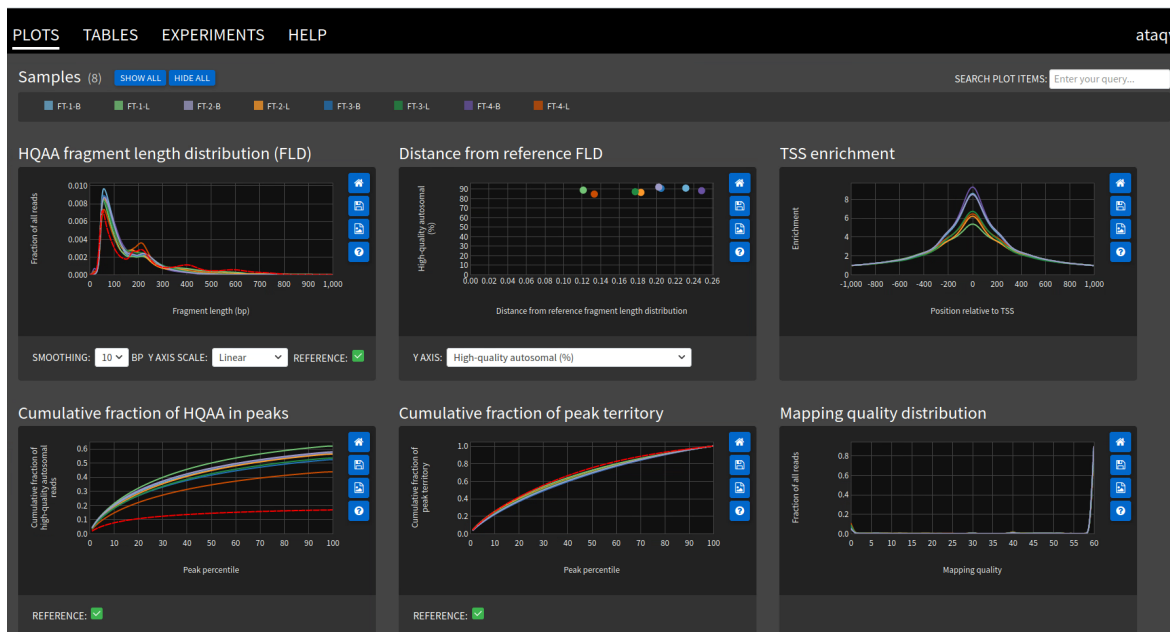 PLOTS TABLES EXPERIMENTS HELP ataqv
Samples (8) SHOW ALL HIDE ALL SEARCH PLOT ITEMS: Enter your query...
FT-1-B FT-1-L FT-2-B FT-2-L FT-3-B FT-3-L FT-4-B FT-4-L
HQAA fragment length distribution (FLD)
0.010
0.008
0.006
0.004
0.002
0.000
Fraction of all reads
0 100 200 300 400 500 600 700 800 900 1,000
Fragment length (bp)
SMOOTHING: 10 BP Y AXIS SCALE: Linear REFERENCE:
Distance from reference FLD
90
80
70
60
50
40
30
20
10
0
High-quality autosomal
(%)
0.00 0.02 0.04 0.06 0.08 0.10 0.12 0.14 0.16 0.18 0.20 0.22 0.24 0.26
Distance from reference fragment length distribution
Y AXIS: High-quality autosomal (%)
TSS enrichment
8
6
4
2
0
Enrichment
-1,000 -800 -600 -400 -200 0 200 400 600 800 1,000
Position relative to TSS
Cumulative fraction of HQAA in peaks
0.6
0.5
0.4
0.3
0.2
0.1
0.0
Cumulative fraction of
high-quality autosomal
reads
0 10 20 30 40 50 60 70 80 90 100
Peak percentile
REFERENCE:
Cumulative fraction of peak territory
1.0
0.8
0.6
0.4
0.2
0.0
Cumulative fraction of
peak territory
0 10 20 30 40 50 60 70 80 90 100
Peak percentile
REFERENCE:
Mapping quality distribution
0.8
0.6
0.4
0.2
0.0
Fraction of all reads
0 5 10 15 20 25 30 35 40 45 50 55 60
Mapping quality